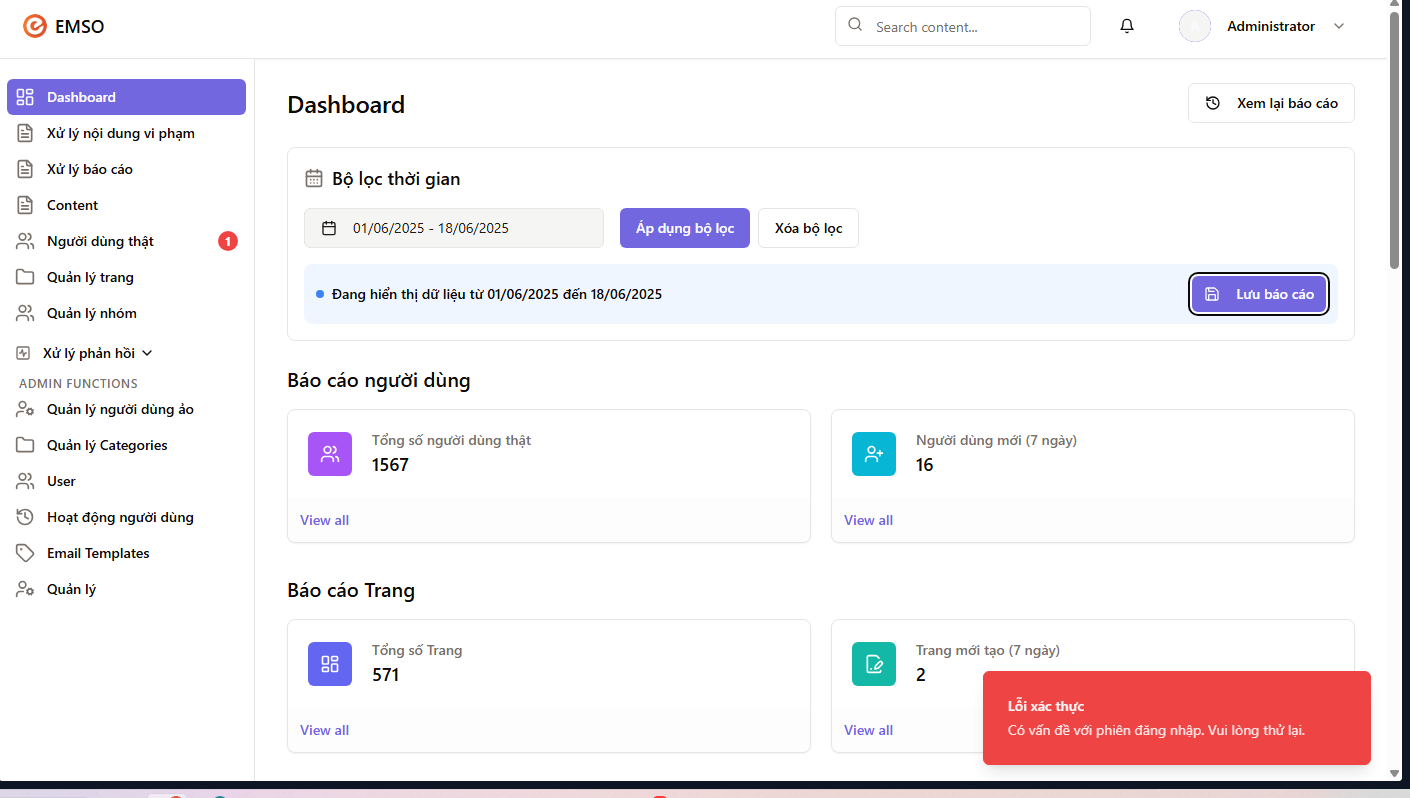 EMSO
Search content...
Administrator
Dashboard
Xử lý nội dung vi phạm
Xử lý báo cáo
Content
Người dùng thật
1
Quản lý trang
Quản lý nhóm
Xử lý phản hồi
ADMIN FUNCTIONS
Quản lý người dùng ảo
Quản lý Categories
User
Hoạt động người dùng
Email Templates
Quản lý
Dashboard
Xem lại báo cáo
Bộ lọc thời gian
01/06/2025 - 18/06/2025
Áp dụng bộ lọc
Xóa bộ lọc
Đang hiển thị dữ liệu từ 01/06/2025 đến 18/06/2025
Lưu báo cáo
Báo cáo người dùng
Tổng số người dùng thật
1567
View all
Người dùng mới (7 ngày)
16
View all
Báo cáo Trang
Tổng số Trang
571
View all
Trang mới tạo (7 ngày)
2
View all
Lỗi xác thực
Có vấn đề với phiên đăng nhập. Vui lòng thử lại.